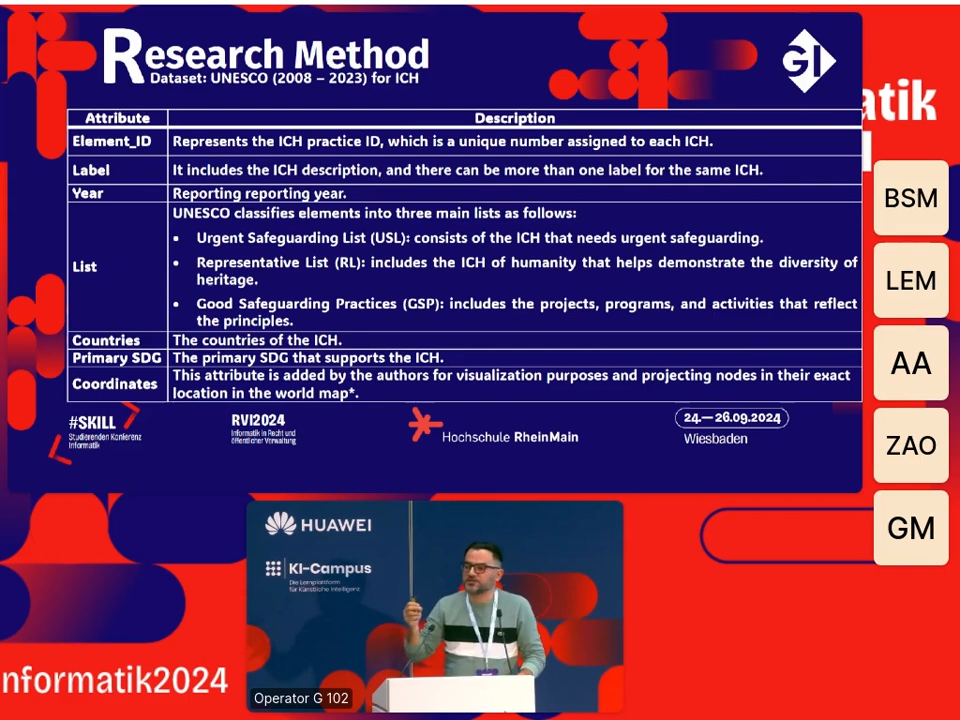 Research Method
Dataset: UNESCO (2008 – 2023) for ICH
GI
Attribute Description
Element_ID Represents the ICH practice ID, which is a unique number assigned to each ICH.
Label It includes the ICH description, and there can be more than one label for the same ICH.
Year Reporting reporting year.
List
UNESCO classifies elements into three main lists as follows:
• Urgent Safeguarding List (USL): consists of the ICH that needs urgent safeguarding.
• Representative List (RL): includes the ICH of humanity that helps demonstrate the diversity of
heritage.
• Good Safeguarding Practices (GSP): includes the projects, programs, and activities that reflect
the principles.
Countries The countries of the ICH.
Primary SDG The primary SDG that supports the ICH.
Coordinates This attribute is added by the authors for visualization purposes and projecting nodes in their exact
location in the world map*.
#SKILL
Studierenden Konferenz
Informatik
RVI2024
Informatik in Recht und
öffentlicher Verwaltung
Hochschule RheinMain
24.—26.09.2024
Wiesbaden
atik
BSM
LEM
AA
ZAO
GM
HUAWEI
KI-Campus
Die Lernplattform
für Künstliche Intelligenz
Operator G 102
nformatik2024